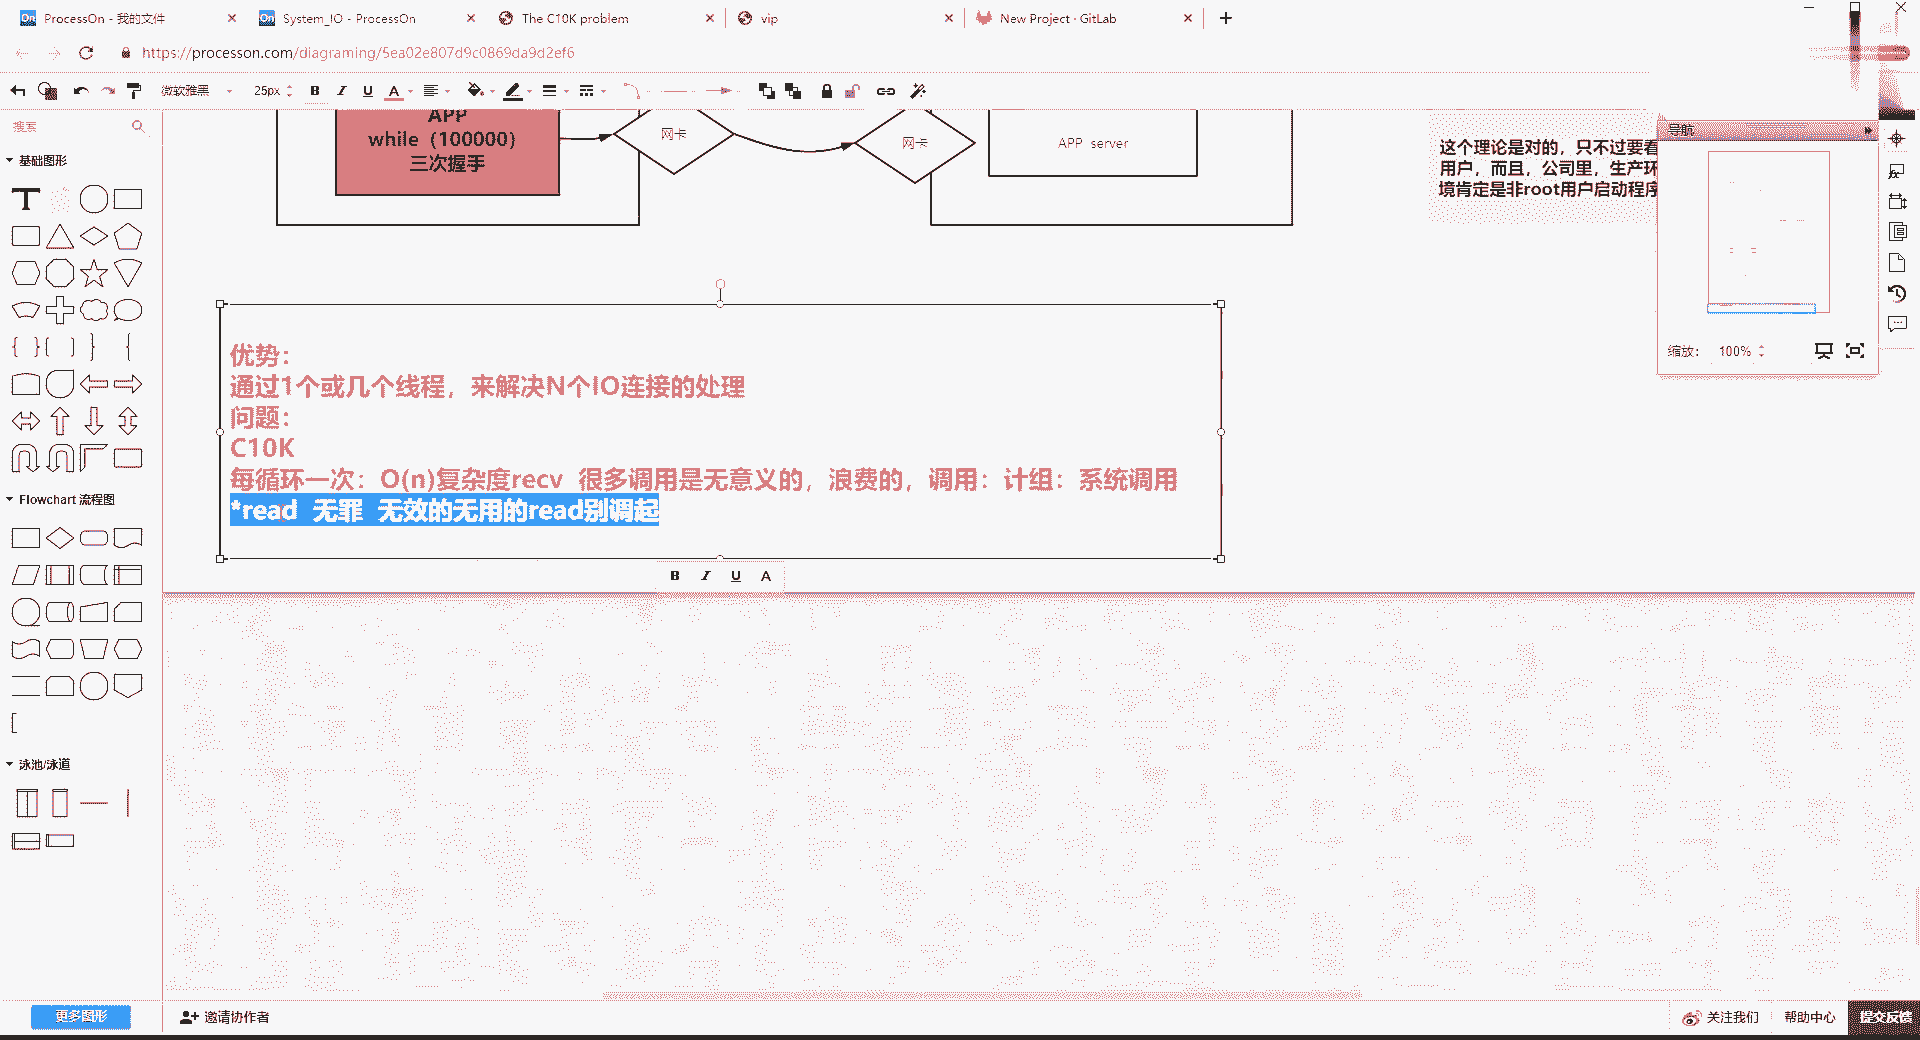 ProcessOn - 我的文件
System_IO - ProcessOn
The C10K problem
vip
New Project · GitLab
https://processon.com/diagraming/5ea02e807d9c0869da9d2ef6
微软雅黑
25px
B I U A
搜索
基础图形
APP
while（100000）
三次握手
网卡
网卡
APP server
这个理论是对的，只不过要看
用户，而且，公司里，生产环
境肯定是非root用户启动程序
导航
缩放：
100%
优势：
通过1个或几个线程，来解决N个IO连接的处理
问题：
C10K
每循环一次：O(n)复杂度recv 很多调用是无意义的，浪费的，调用：计组：系统调用
*read 无罪 无效的无用的read别调起
B I U A
Flowchart 流程图
泳池/泳道
更多图形
邀请协作者
关注我们
帮助中心
提交反馈